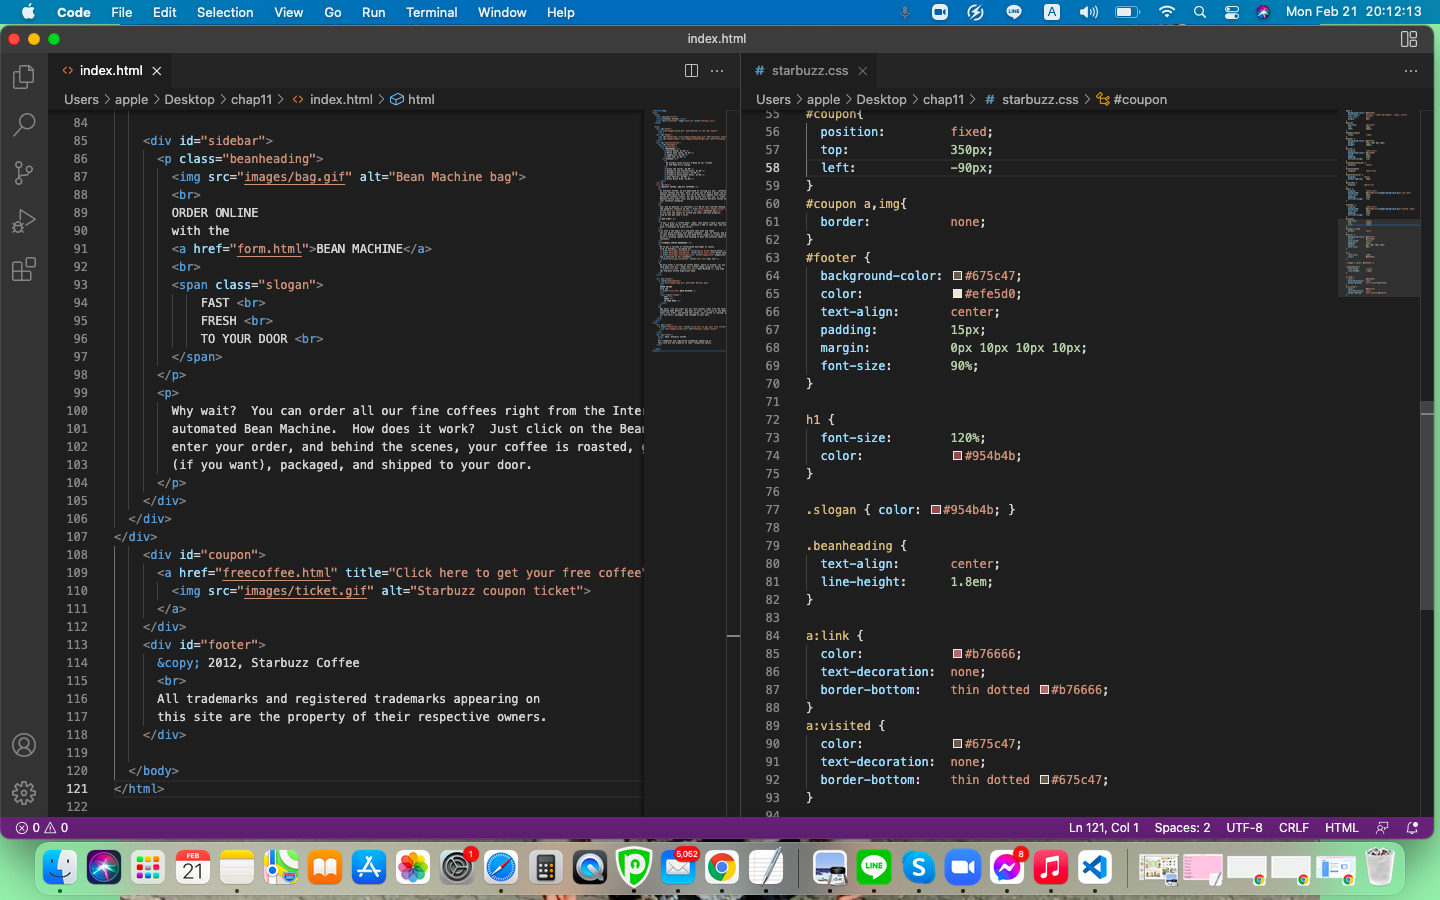 Code File Edit Selection View Go Run Terminal Window Help Mon Feb 21 20:12:13
index.html
index.html
Users apple Desktop chap11 index.html html
84
85 <div id="sidebar">
86 <p class="beanheading">
87 <img src="images/bag.gif" alt="Bean Machine bag">
88 <br>
89 ORDER ONLINE
90 with the
91 <a href="form.html">BEAN MACHINE</a>
92 <br>
93 <span class="slogan">
94 FAST <br>
95 FRESH <br>
96 TO YOUR DOOR <br>
97 </span>
98 </p>
99 <p>
100 Why wait?  You can order all our fine coffees right from the Inter
101 automated Bean Machine.  How does it work?  Just click on the Bean
102 enter your order, and behind the scenes, your coffee is roasted, g
103 (if you want), packaged, and shipped to your door.
104 </p>
105 </div>
106 </div>
107 </div>
108 <div id="coupon">
109 <a href="freecoffee.html" title="Click here to get your free coffee"
110 <img src="images/ticket.gif" alt="Starbuzz coupon ticket">
111 </a>
112 </div>
113 <div id="footer">
114 &copy; 2012, Starbuzz Coffee
115 <br>
116 All trademarks and registered trademarks appearing on
117 this site are the property of their respective owners.
118 </div>
119
120 </body>
121 </html>
122
# starbuzz.css
Users apple Desktop chap11 # starbuzz.css #coupon
55 #coupon{
56 position: fixed;
57 top: 350px;
58 left: -90px;
59 }
60 #coupon a,img{
61 border: none;
62 }
63 #footer {
64 background-color: #675c47;
65 color: #efe5d0;
66 text-align: center;
67 padding: 15px;
68 margin: 0px 10px 10px 10px;
69 font-size: 90%;
70 }
71
72 h1 {
73 font-size: 120%;
74 color: #954b4b;
75 }
76
77 .slogan { color: #954b4b; }
78
79 .beanheading {
80 text-align: center;
81 line-height: 1.8em;
82 }
83
84 a:link {
85 color: #b76666;
86 text-decoration: none;
87 border-bottom: thin dotted #b76666;
88 }
89 a:visited {
90 color: #675c47;
91 text-decoration: none;
92 border-bottom: thin dotted #675c47;
93 }
94
0 0 Ln 121, Col 1 Spaces: 2 UTF-8 CRLF HTML
FEB
21
1
5,052
LINE
8